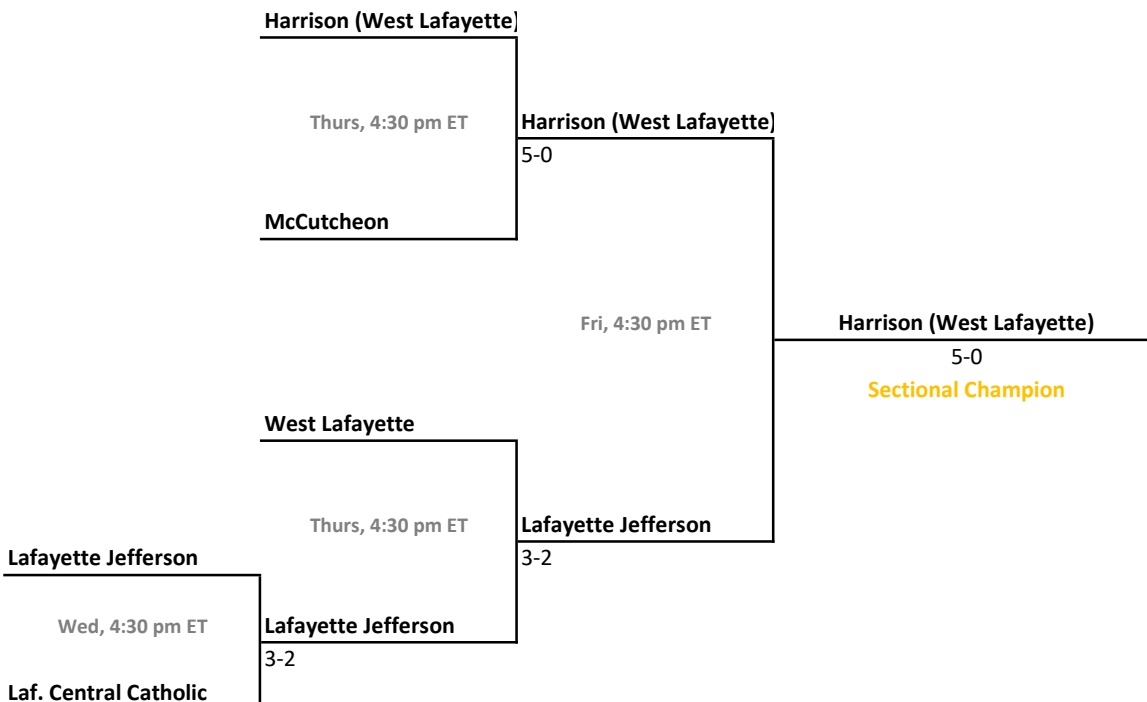 Harrison (West Lafayette)
Thurs, 4:30 pm ET
Harrison (West Lafayette)
5-0
McCutcheon
Fri, 4:30 pm ET
Harrison (West Lafayette)
5-0
Sectional Champion
West Lafayette
Thurs, 4:30 pm ET
Lafayette Jefferson
3-2
Lafayette Jefferson
Wed, 4:30 pm ET
Lafayette Jefferson
3-2
Laf. Central Catholic